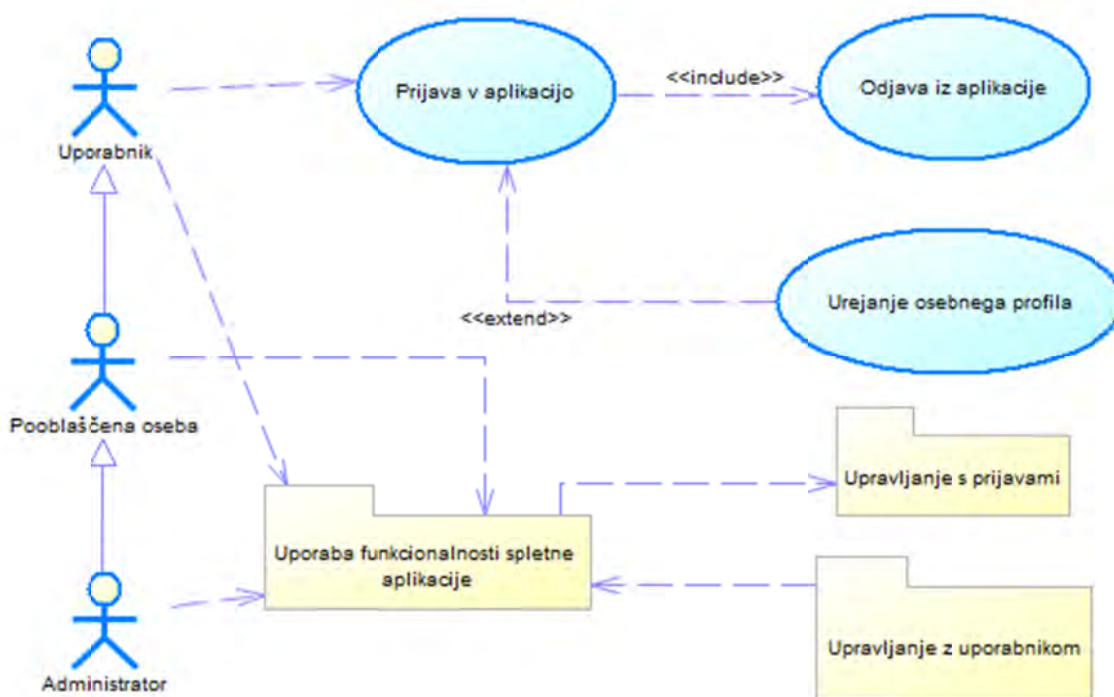 Prijava v aplikacijo
<<include>>
Odjava iz aplikacije
Uporabnik
Urejanje osebnega profila
<<extend>>
Pooblaščena oseba
Upravljanje s prijavami
Uporaba funkcionalnosti spletne
aplikacije
Upravljanje z uporabnikom
Administrator